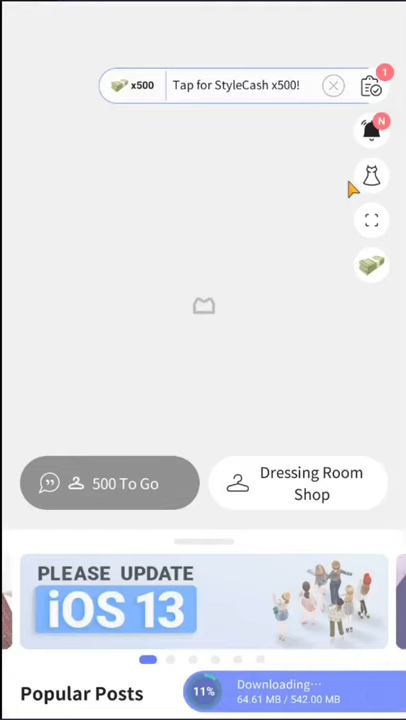 1
x500 Tap for StyleCash x500!
N
500 To Go
Dressing Room
Shop
PLEASE UPDATE
iOS 13
Popular Posts
11%
Downloading...
64.61 MB / 542.00 MB